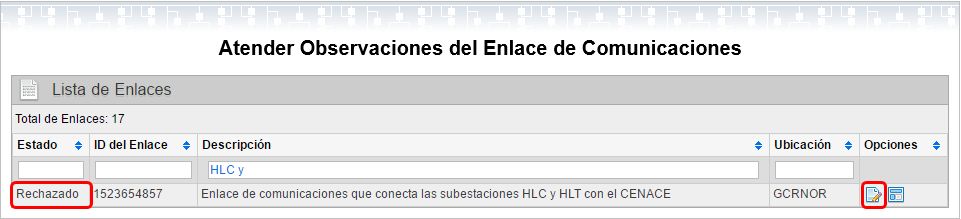 Atender Observaciones del Enlace de Comunicaciones
Lista de Enlaces
Total de Enlaces: 17
Estado ID del Enlace Descripción Ubicación Opciones
HLC y
Rechazado 1523654857 Enlace de comunicaciones que conecta las subestaciones HLC y HLT con el CENACE GCRNOR